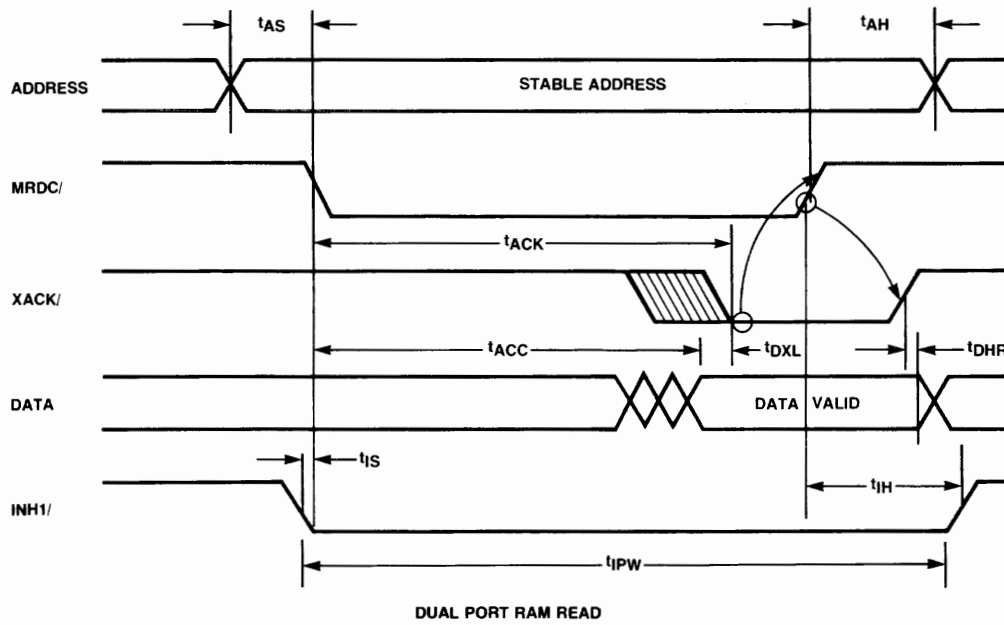 tAS
tAH
ADDRESS
STABLE ADDRESS
MRDC/
tACK
XACK/
tACC
tDXL
tDHR
DATA
DATA VALID
tIS
tIH
INH1/
tIPW
DUAL PORT RAM READ